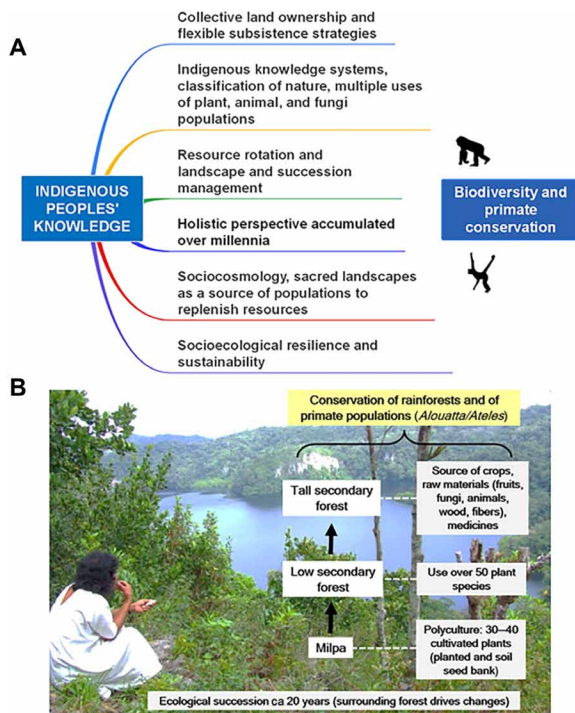 A
Collective land ownership and
flexible subsistence strategies
Indigenous knowledge systems,
classification of nature, multiple uses
of plant, animal, and fungi
populations
Resource rotation and
landscape and succession
management
INDIGENOUS
PEOPLES'
KNOWLEDGE
Biodiversity and
primate
conservation
Holistic perspective accumulated
over millennia
Sociocosmology, sacred landscapes
as a source of populations to
replenish resources
Socioecological resilience and
sustainability
B
Conservation of rainforests and of
primate populations (Alouatta/Ateles)
Tall secondary
forest
Source of crops,
raw materials (fruits,
fungi, animals,
wood, fibers),
medicines
Low secondary
forest
Use over 50 plant
species
Milpa
Polyculture: 30–40
cultivated plants
(planted and soil
seed bank)
Ecological succession ca 20 years (surrounding forest drives changes)